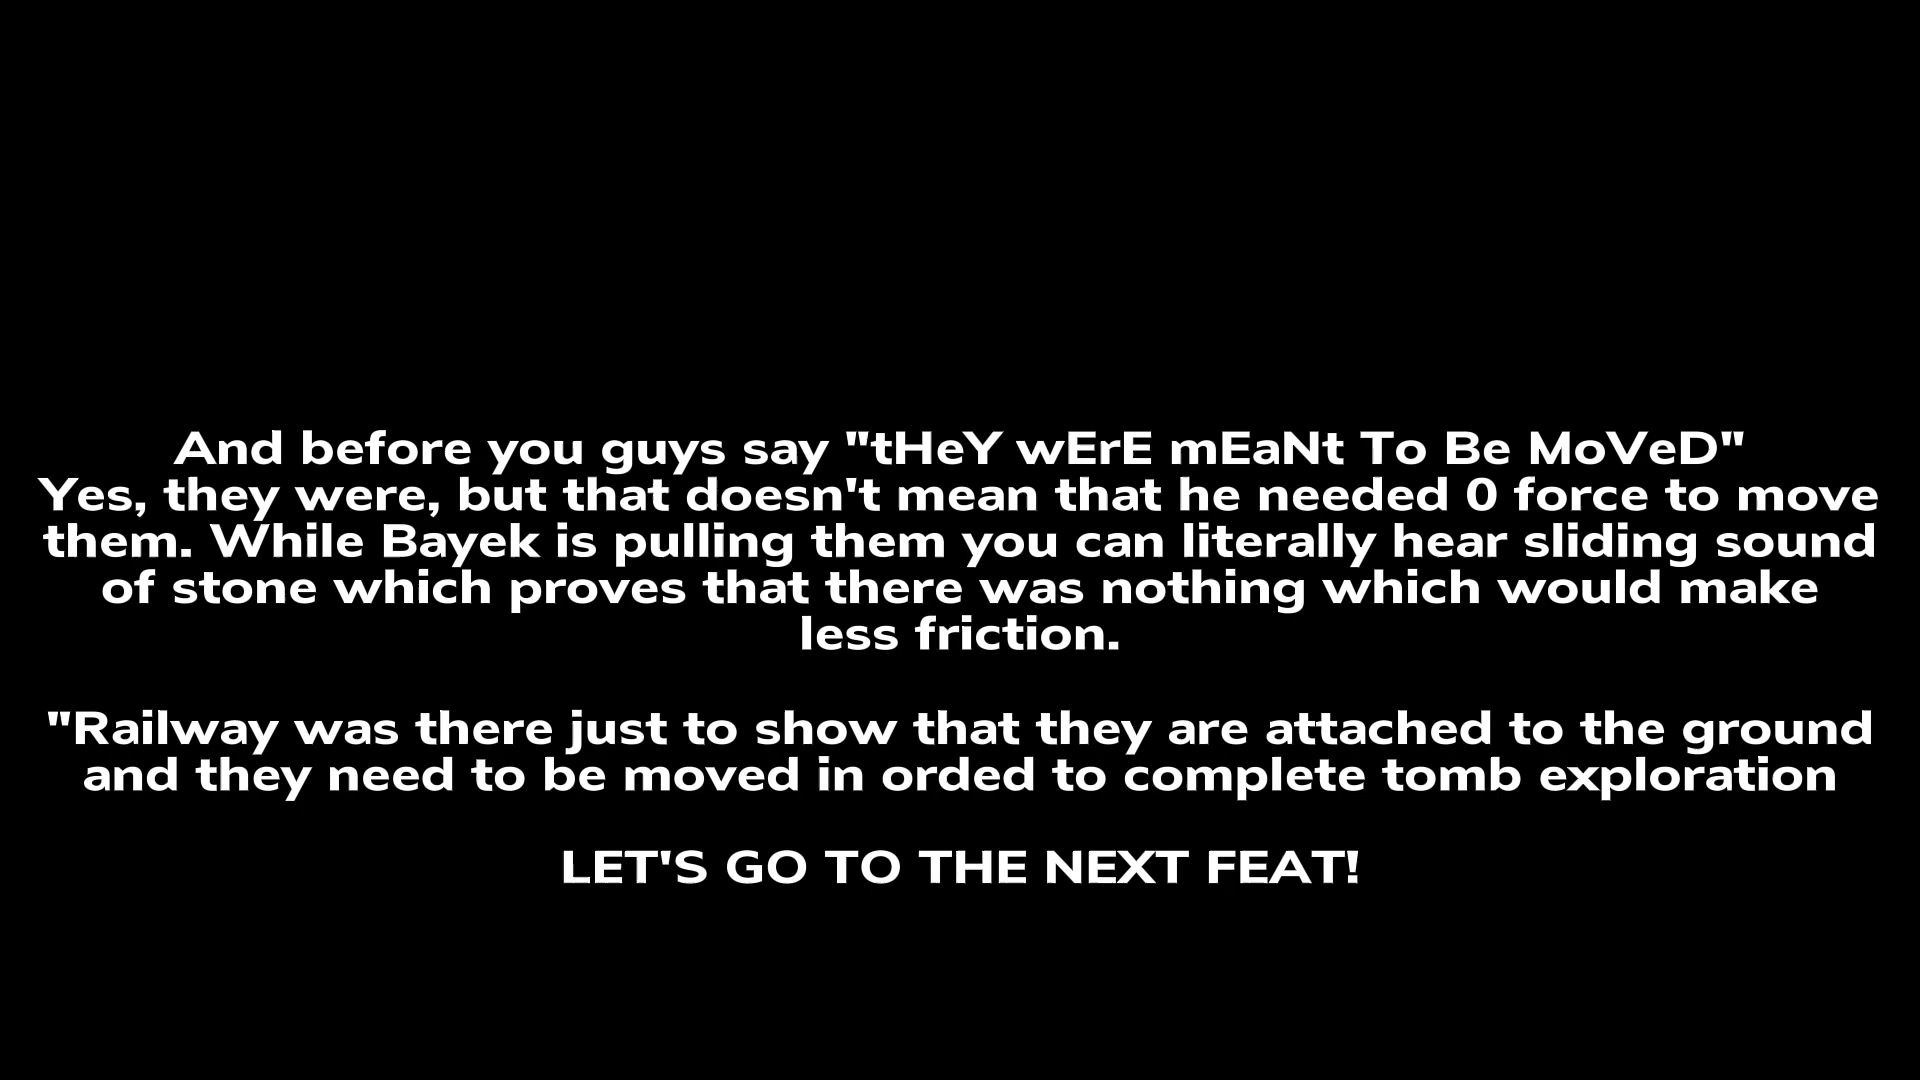 And before you guys say "tHeY wErE mEaNt To Be MoVeD"
Yes, they were, but that doesn't mean that he needed 0 force to move
them. While Bayek is pulling them you can literally hear sliding sound
of stone which proves that there was nothing which would make
less friction.
"Railway was there just to show that they are attached to the ground
and they need to be moved in orded to complete tomb exploration
LET'S GO TO THE NEXT FEAT!